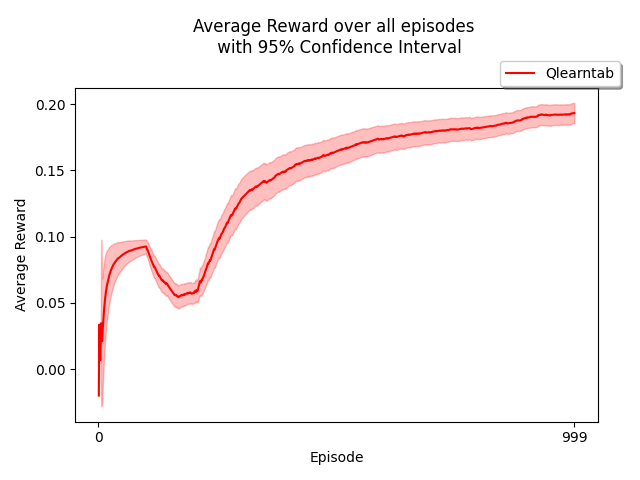 Average Reward over all episodes
with 95% Confidence Interval
Qlearntab
0.20
0.15
0.10
0.05
0.00
Average Reward
0
999
Episode